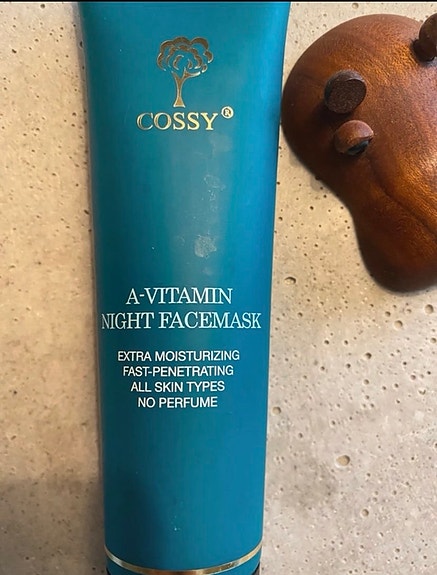 COSSY®
A-VITAMIN
NIGHT FACEMASK
EXTRA MOISTURIZING
FAST-PENETRATING
ALL SKIN TYPES
NO PERFUME